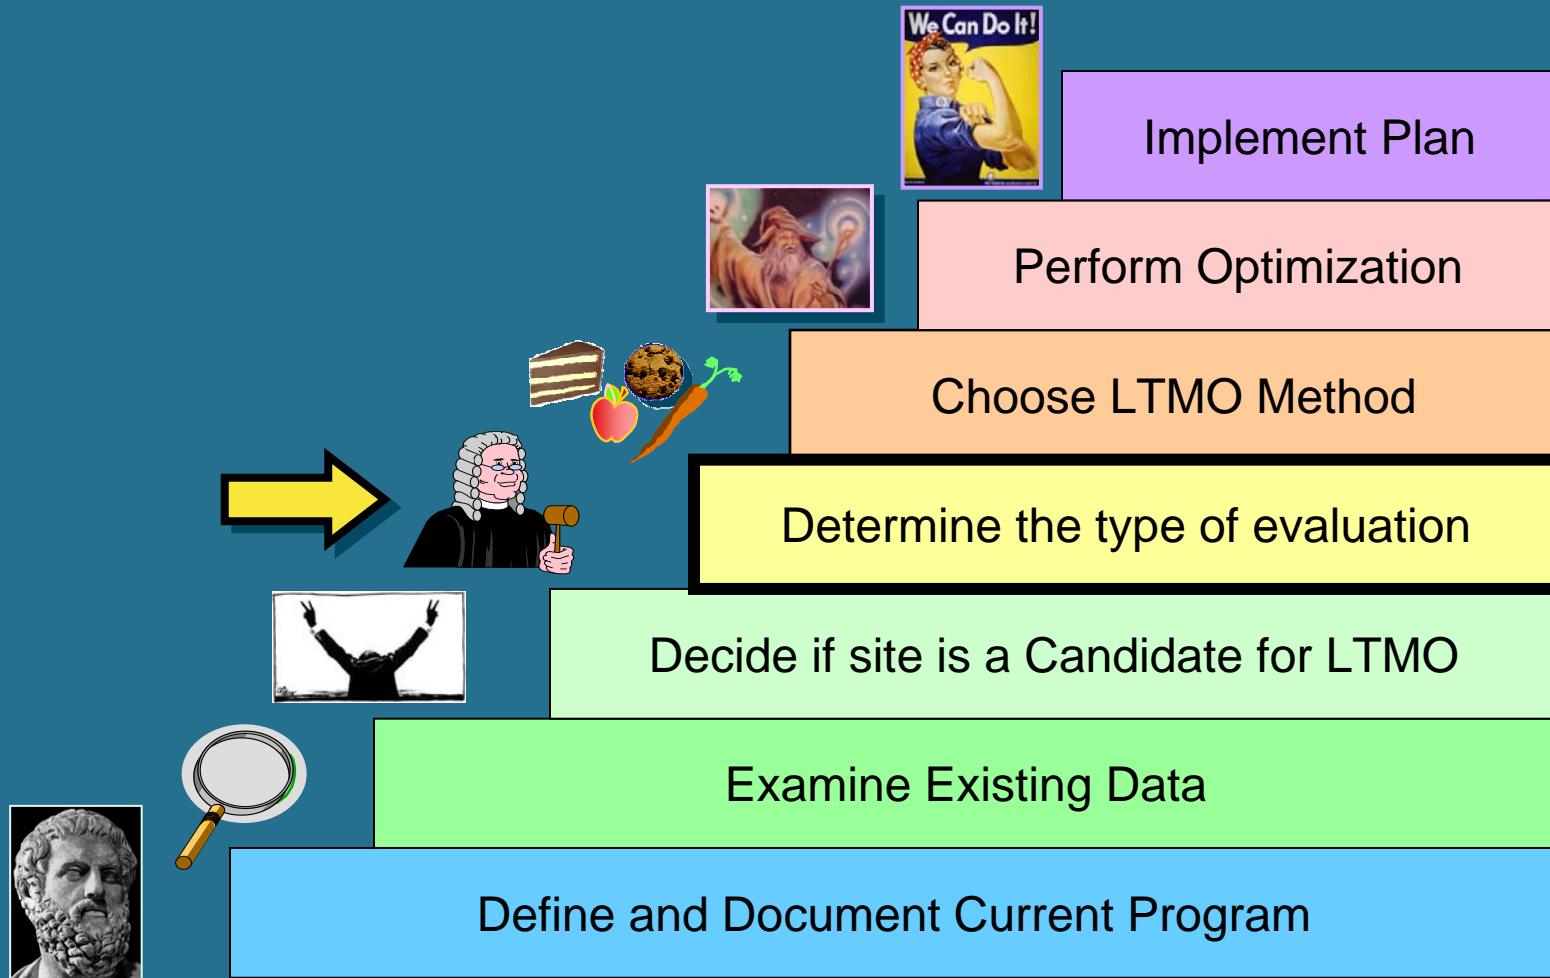 We Can Do It!
Implement Plan
Perform Optimization
Choose LTMO Method
Determine the type of evaluation
Decide if site is a Candidate for LTMO
Examine Existing Data
Define and Document Current Program